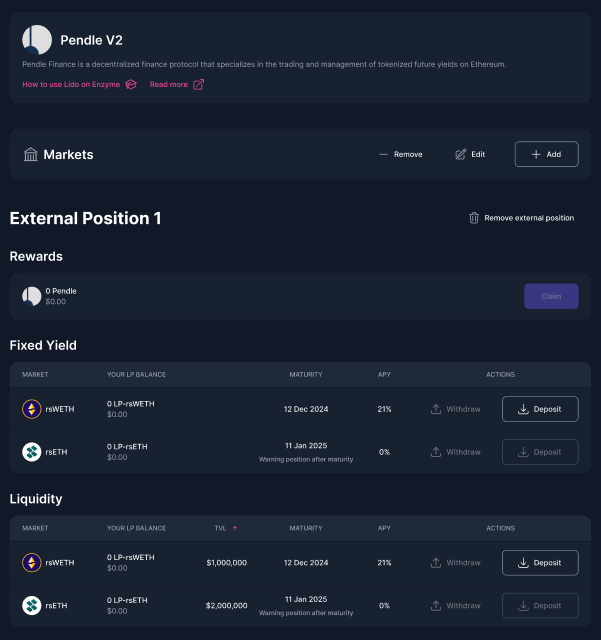 Pendle V2
Pendle Finance is a decentralized finance protocol that specializes in the trading and management of tokenized future yields on Ethereum.
How to use Lido on Enzyme Read more
Markets Remove Edit Add
External Position 1 Remove external position
Rewards
0 Pendle
$0.00
Claim
Fixed Yield
MARKET YOUR LP BALANCE MATURITY APY ACTIONS
rsWETH 0 LP-rsWETH 12 Dec 2024 21% Withdraw Deposit
$0.00
rsETH 0 LP-rsETH 11 Jan 2025 0% Withdraw Deposit
$0.00 Warning position after maturity
Liquidity
MARKET YOUR LP BALANCE TVL MATURITY APY ACTIONS
rsWETH 0 LP-rsWETH $1,000,000 12 Dec 2024 21% Withdraw Deposit
$0.00
rsETH 0 LP-rsETH $2,000,000 11 Jan 2025 0% Withdraw Deposit
$0.00 Warning position after maturity